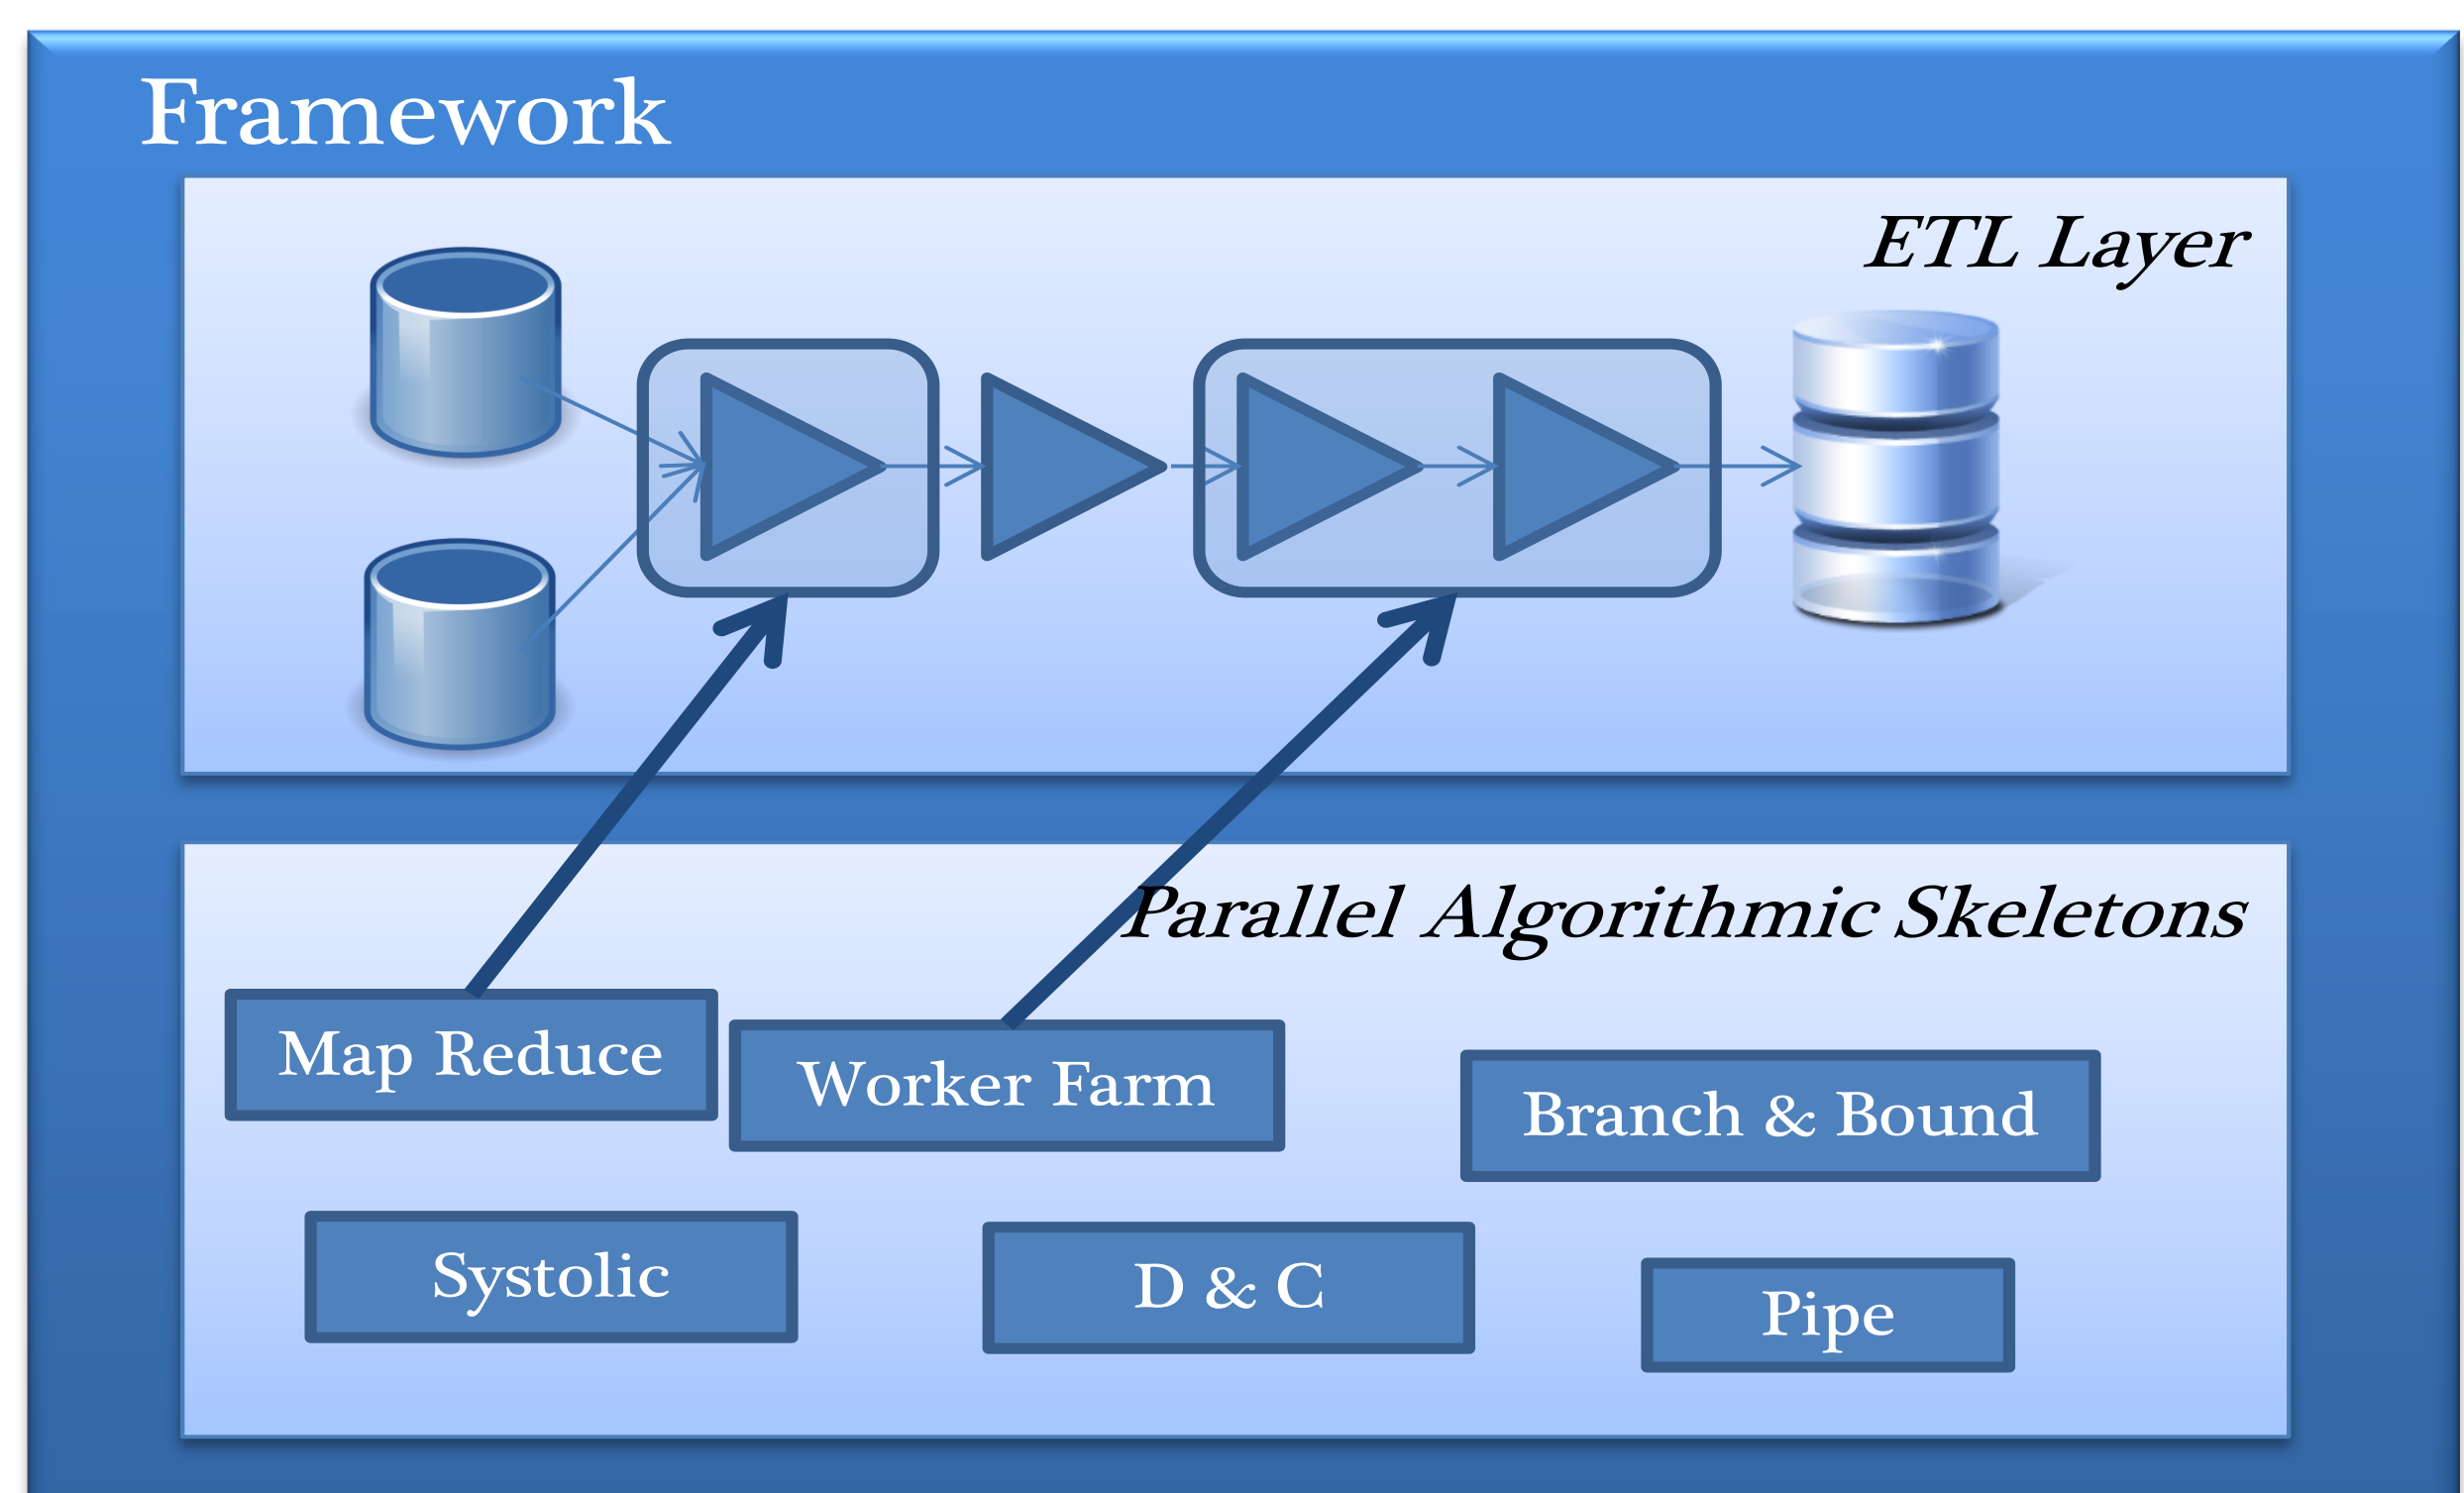 Framework
ETL Layer
Parallel Algorithmic Skeletons
Map Reduce
Worker Farm
Branch & Bound
Systolic
D & C
Pipe